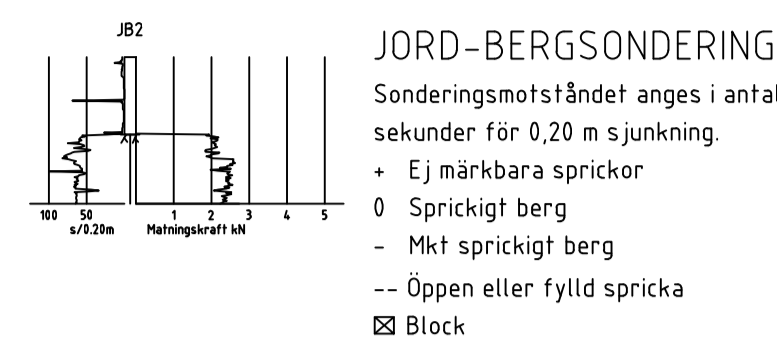 JB2
100 50 1 2 3 4 5
s/0.20m Matningskraft kN
JORD-BERGSONDERING
Sonderingsmotståndet anges i antal
sekunder för 0,20 m sjunkning.
+ Ej märkbara sprickor
0 Sprickigt berg
- Mkt sprickigt berg
-- Öppen eller fylld spricka
Block